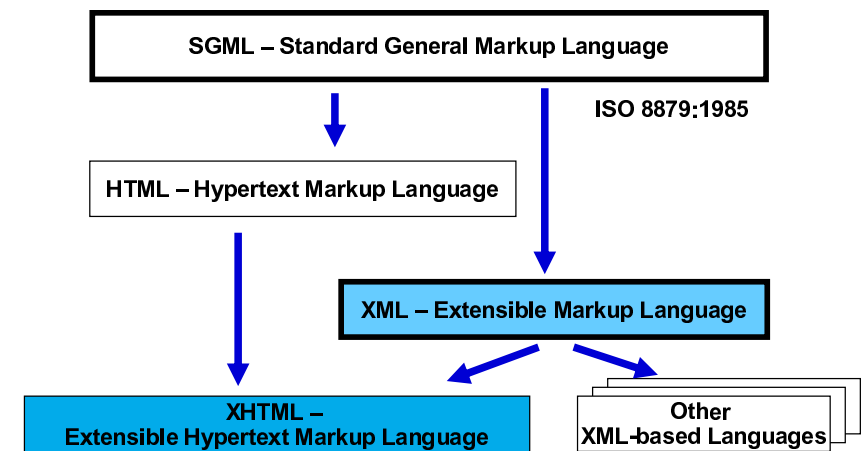 SGML – Standard General Markup Language
ISO 8879:1985
HTML – Hypertext Markup Language
XML – Extensible Markup Language
XHTML –
Extensible Hypertext Markup Language
Other
XML-based Languages